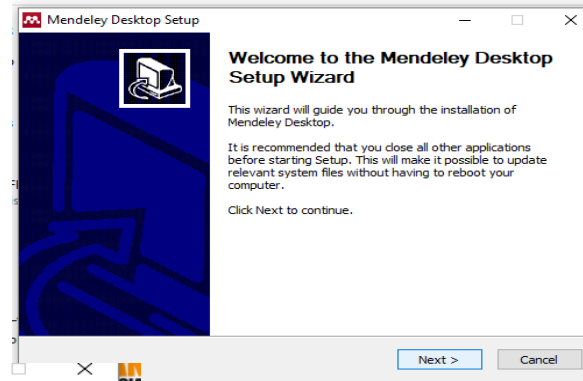 Mendeley Desktop Setup
Welcome to the Mendeley Desktop
Setup Wizard
This wizard will guide you through the installation of
Mendeley Desktop.
It is recommended that you close all other applications
before starting Setup. This will make it possible to update
relevant system files without having to reboot your
computer.
Click Next to continue.
Next >
Cancel